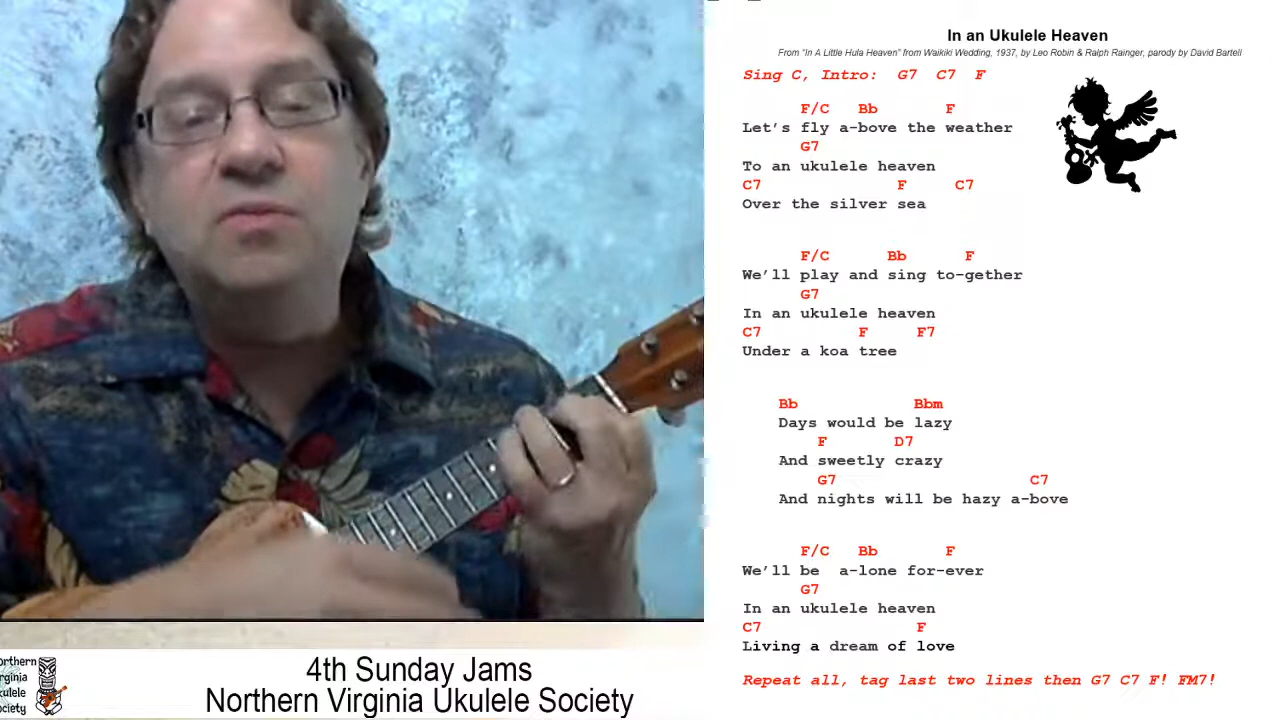 In an Ukulele Heaven
From "In A Little Hula Heaven" from Waikiki Wedding, 1937, by Leo Robin & Ralph Rainger, parody by David Bartell
Sing C, Intro: G7 C7 F
F/C Bb F
Let's fly a-bove the weather
G7
To an ukulele heaven
C7 F C7
Over the silver sea
F/C Bb F
We'll play and sing to-gether
G7
In an ukulele heaven
C7 F F7
Under a koa tree
Bb Bbm
Days would be lazy
F D7
And sweetly crazy
G7 C7
And nights will be hazy a-bove
F/C Bb F
We'll be a-lone for-ever
G7
In an ukulele heaven
C7 F
Living a dream of love
Repeat all, tag last two lines then G7 C7 F! FM7!
4th Sunday Jams
Northern Virginia Ukulele Society
orthern
rginia
kulele
ociety